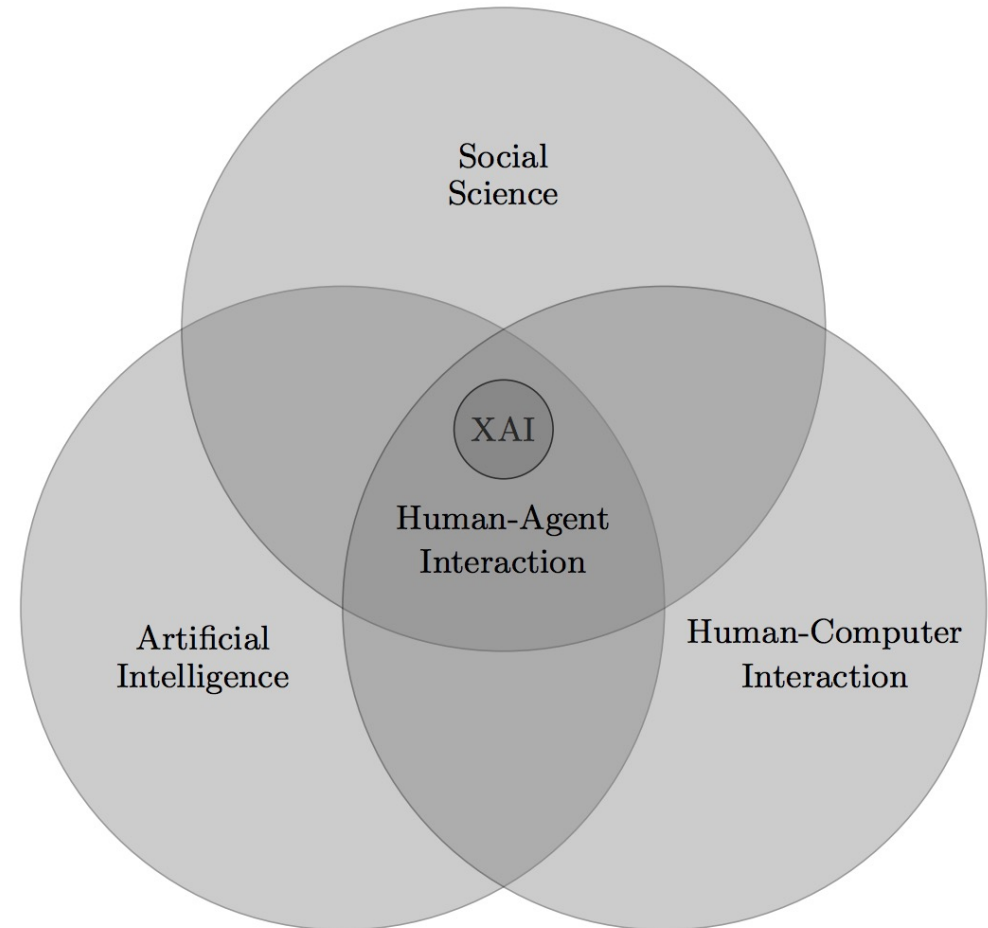 Social
Science
XAI
Human-Agent
Interaction
Artificial
Intelligence
Human-Computer
Interaction